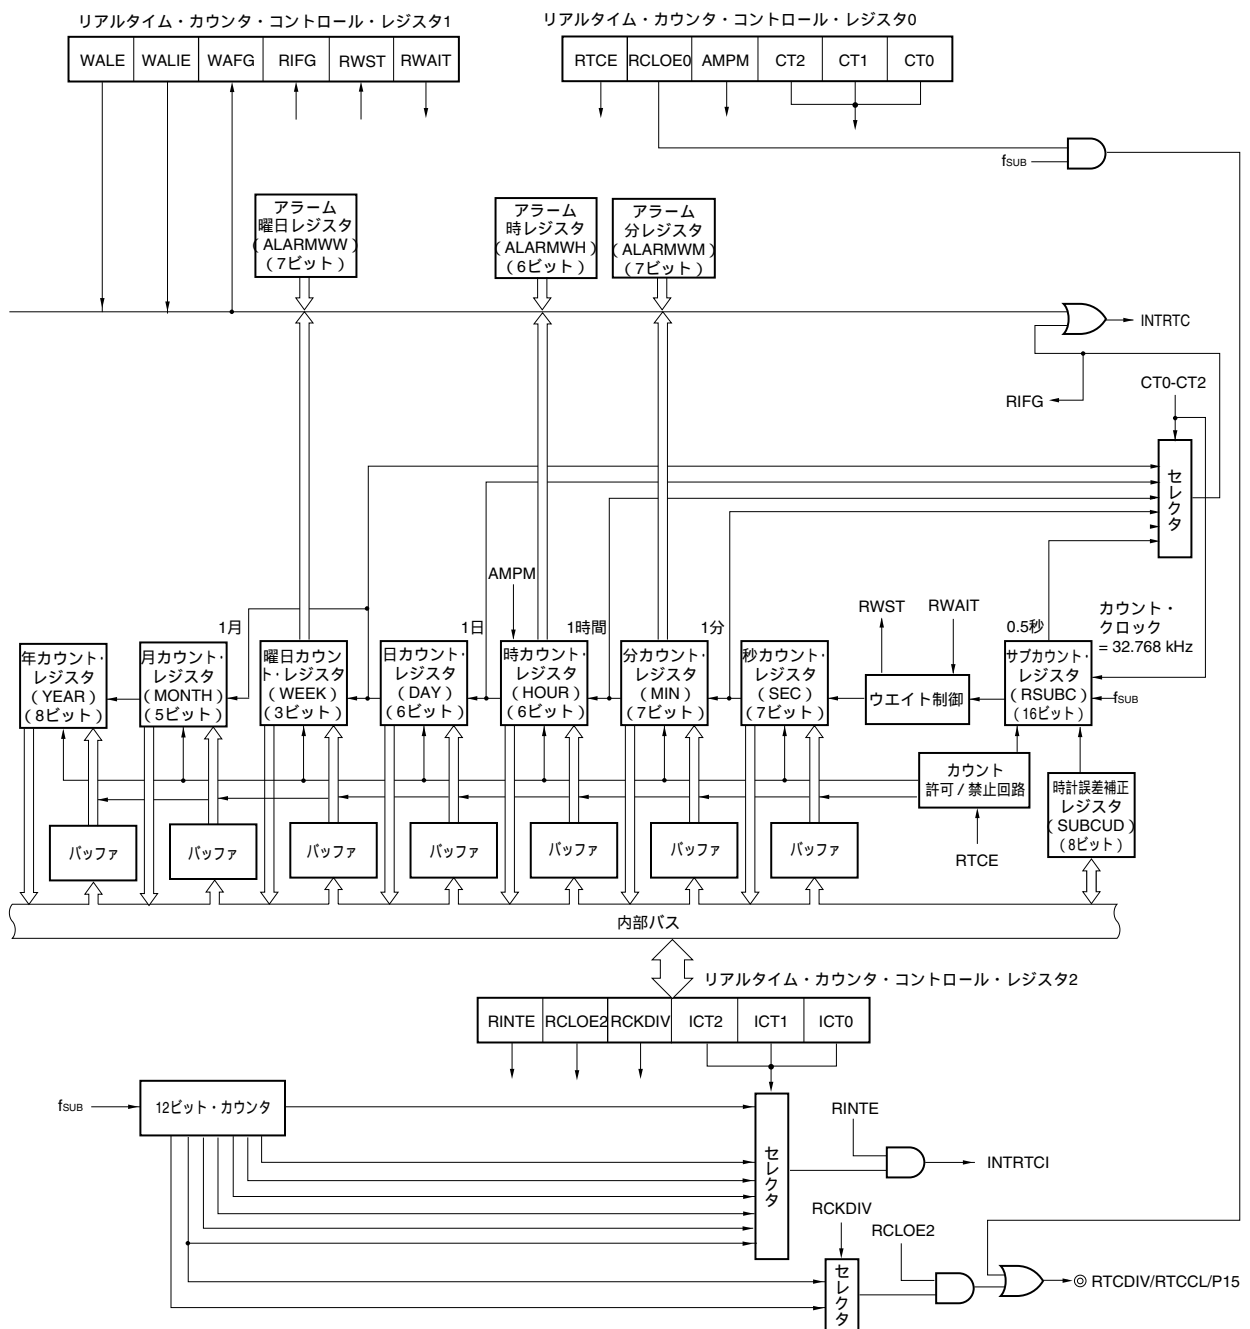 リアルタイム・カウンタ・コントロール・レジスタ1
WALE WALIE WAFG RIFG RWST RWAIT
リアルタイム・カウンタ・コントロール・レジスタ0
RTCE RCLOE0 AMPM CT2 CT1 CT0
fSUB
アラーム
曜日レジスタ
(ALARMWW)
(7ビット)
アラーム
時レジスタ
(ALARMWH)
(6ビット)
アラーム
分レジスタ
(ALARMWM)
(7ビット)
INTRTC
RIFG
CT0-CT2
セレクタ
AMPM
RWST
RWAIT
カウント・
クロック
= 32.768 kHz
1月
1日
1時間
1分
0.5秒
年カウント・
レジスタ
(YEAR)
(8ビット)
月カウント・
レジスタ
(MONTH)
(5ビット)
曜日カウン
ト・レジスタ
(WEEK)
(3ビット)
日カウント・
レジスタ
(DAY)
(6ビット)
時カウント・
レジスタ
(HOUR)
(6ビット)
分カウント・
レジスタ
(MIN)
(7ビット)
秒カウント・
レジスタ
(SEC)
(7ビット)
ウエイト制御
サブカウント・
レジスタ
(RSUBC)
(16ビット)
fSUB
カウント
許可/禁止回路
RTCE
時計誤差補正
レジスタ
(SUBCUD)
(8ビット)
バッファ
バッファ
バッファ
バッファ
バッファ
バッファ
バッファ
内部バス
リアルタイム・カウンタ・コントロール・レジスタ2
RINTE RCLOE2 RCKDIV ICT2 ICT1 ICT0
fSUB
12ビット・カウンタ
セレクタ
RINTE
INTRTCI
RCKDIV
セレクタ
RCLOE2
◎ RTCDIV/RTCCL/P15